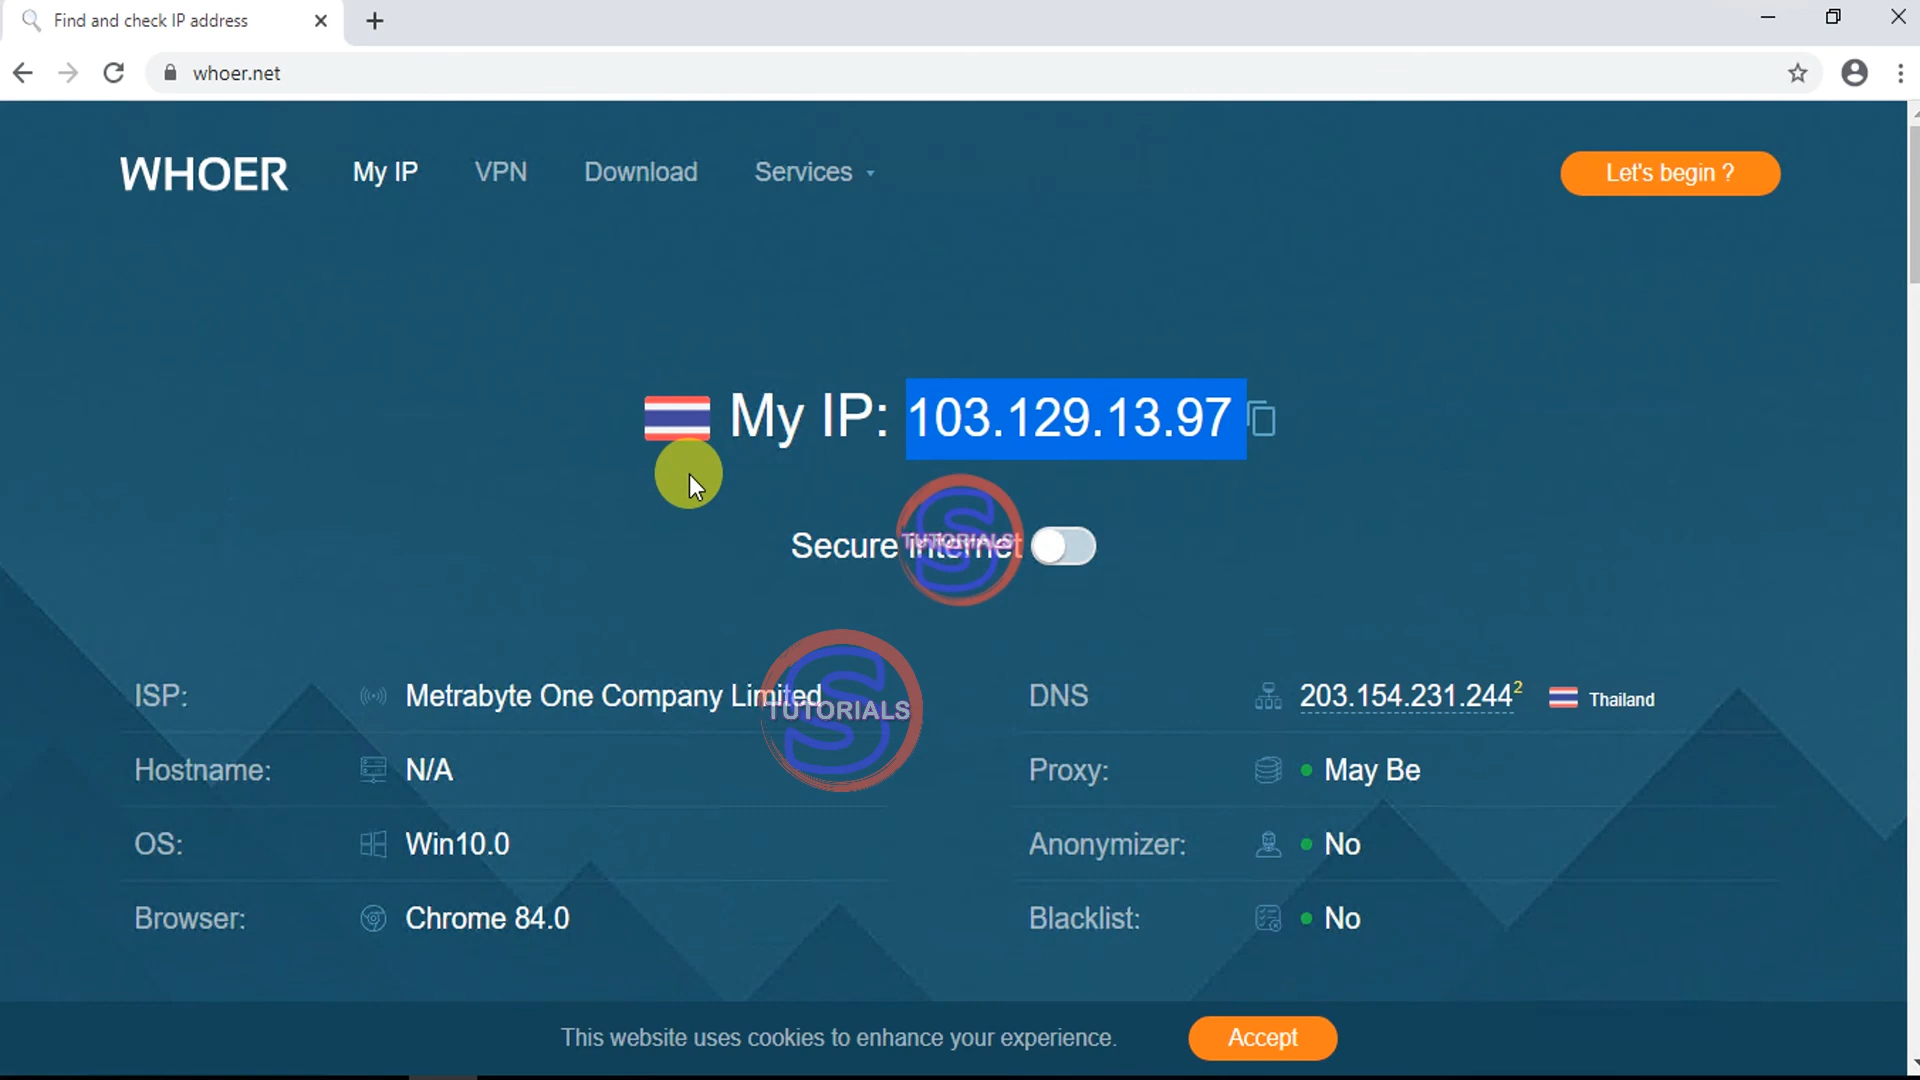 Find and check IP address
whoer.net
WHOER My IP VPN Download Services Let's begin ?
My IP: 103.129.13.97
Secure Internet
TUTORIALS
ISP: Metrabyte One Company Limited DNS 203.154.231.244² Thailand
TUTORIALS
Hostname: N/A Proxy: May Be
OS: Win10.0 Anonymizer: No
Browser: Chrome 84.0 Blacklist: No
This website uses cookies to enhance your experience. Accept